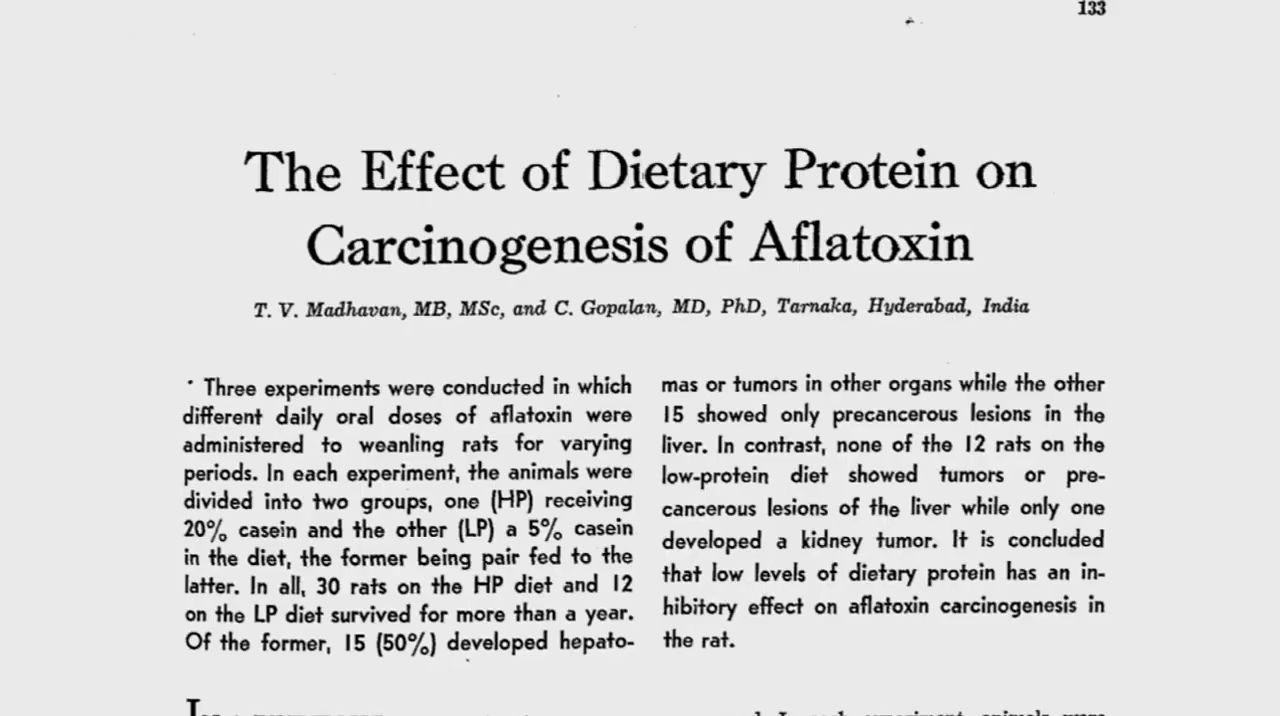 133
The Effect of Dietary Protein on
Carcinogenesis of Aflatoxin
T. V. Madhavan, MB, MSc, and C. Gopalan, MD, PhD, Tarnaka, Hyderabad, India
Three experiments were conducted in which
different daily oral doses of aflatoxin were
administered to weanling rats for varying
periods. In each experiment, the animals were
divided into two groups, one (HP) receiving
20% casein and the other (LP) a 5% casein
in the diet, the former being pair fed to the
latter. In all, 30 rats on the HP diet and 12
on the LP diet survived for more than a year.
Of the former, 15 (50%) developed hepato-
mas or tumors in other organs while the other
15 showed only precancerous lesions in the
liver. In contrast, none of the 12 rats on the
low-protein diet showed tumors or pre-
cancerous lesions of the liver while only one
developed a kidney tumor. It is concluded
that low levels of dietary protein has an in-
hibitory effect on aflatoxin carcinogenesis in
the rat.